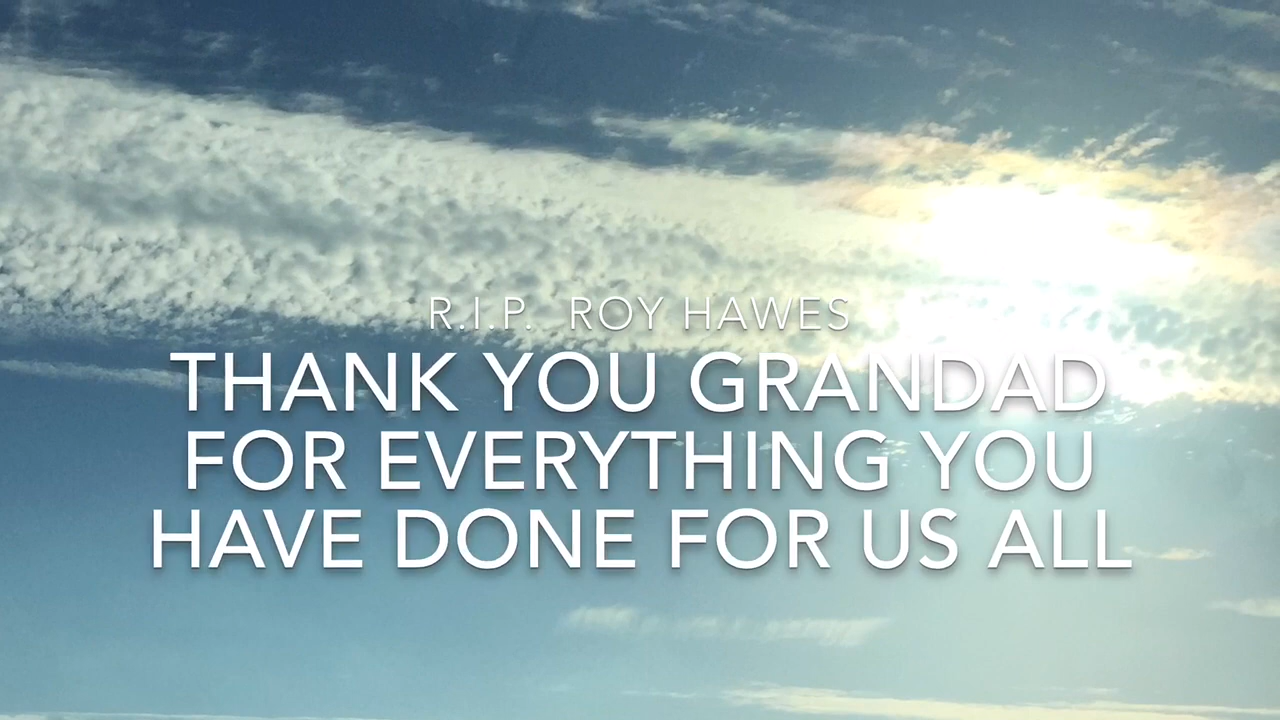 R.I.P.  ROY HAWES
THANK YOU GRANDAD
FOR EVERYTHING YOU
HAVE DONE FOR US ALL